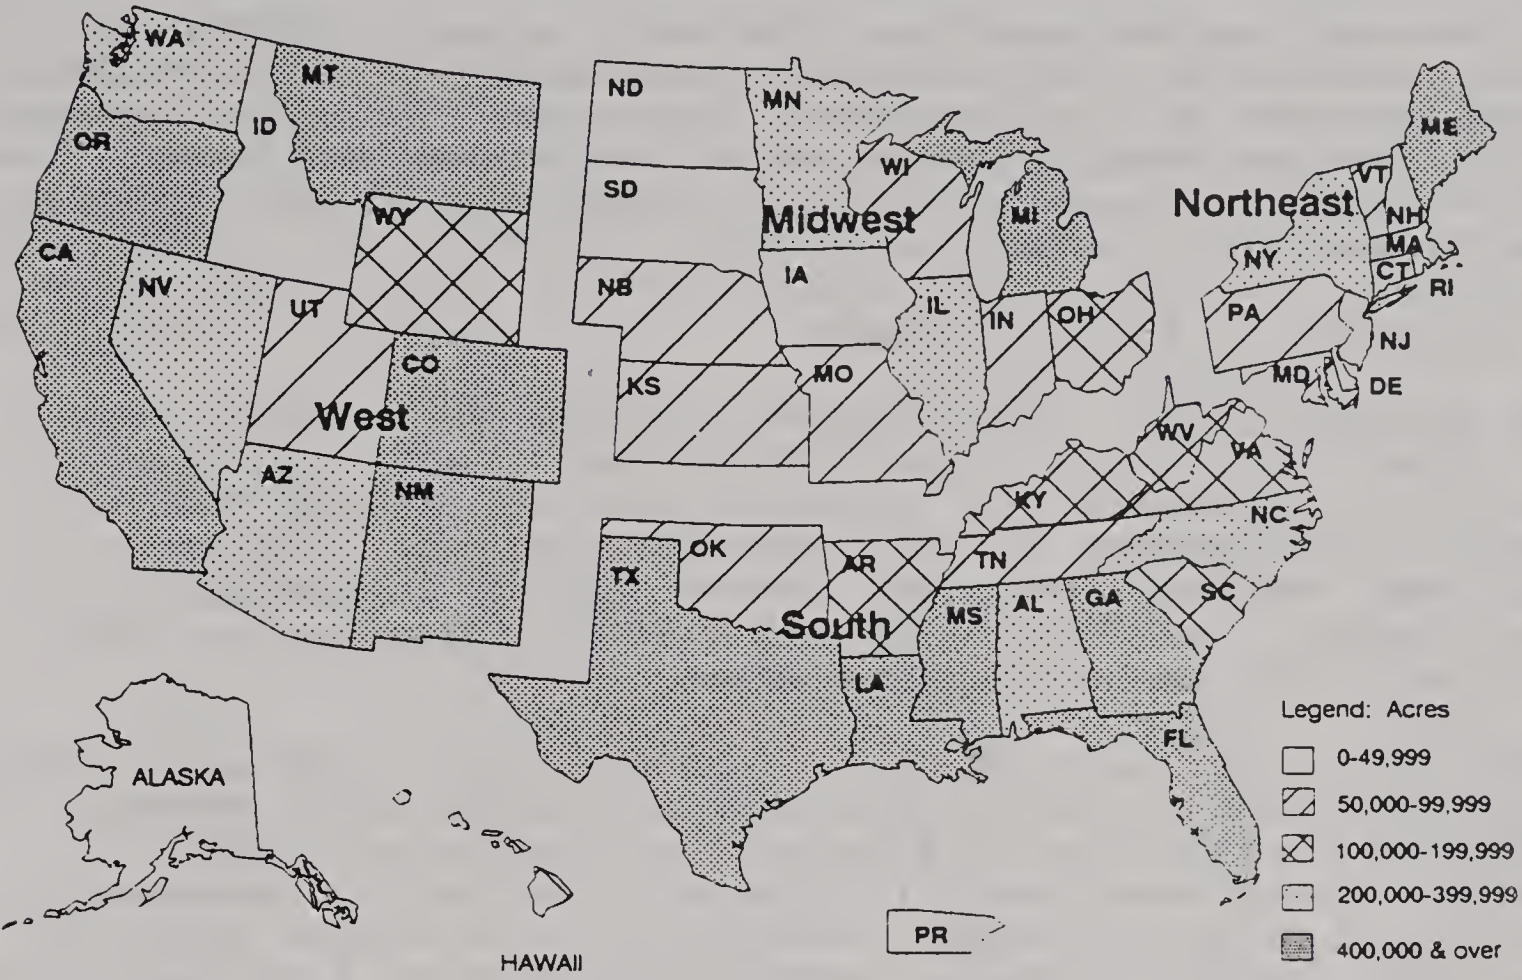 WA
MT
ND
MN
ME
OR
ID
WI
VT
SD
Northeast
Midwest
MI
NH
WY
MA
CA
NY
NV
IA
CT
RI
UT
NB
IL
IN
OH
PA
NJ
CO
KS
MO
MD
DE
West
WV
VA
AZ
NM
KY
NC
OK
AR
TN
TX
SC
South
MS
AL
GA
LA
FL
ALASKA
HAWAII
PR
Legend: Acres
0-49,999
50,000-99,999
100,000-199,999
200,000-399,999
400,000 & over